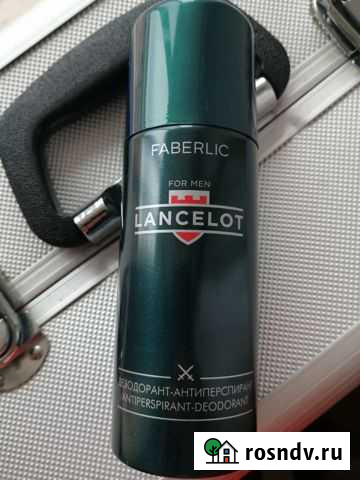 FABERLIC
FOR MEN
LANCELOT
ДЕЗОДОРАНТ-АНТИПЕРСПИРАНТ
ANTIPERSPIRANT-DEODORANT
rosndv.ru